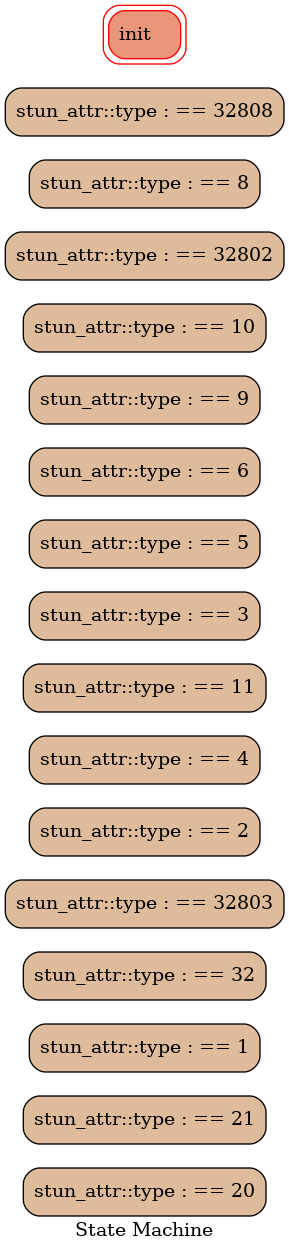 init
stun_attr::type : == 32808
stun_attr::type : == 8
stun_attr::type : == 32802
stun_attr::type : == 10
stun_attr::type : == 9
stun_attr::type : == 6
stun_attr::type : == 5
stun_attr::type : == 3
stun_attr::type : == 11
stun_attr::type : == 4
stun_attr::type : == 2
stun_attr::type : == 32803
stun_attr::type : == 32
stun_attr::type : == 1
stun_attr::type : == 21
stun_attr::type : == 20
State Machine